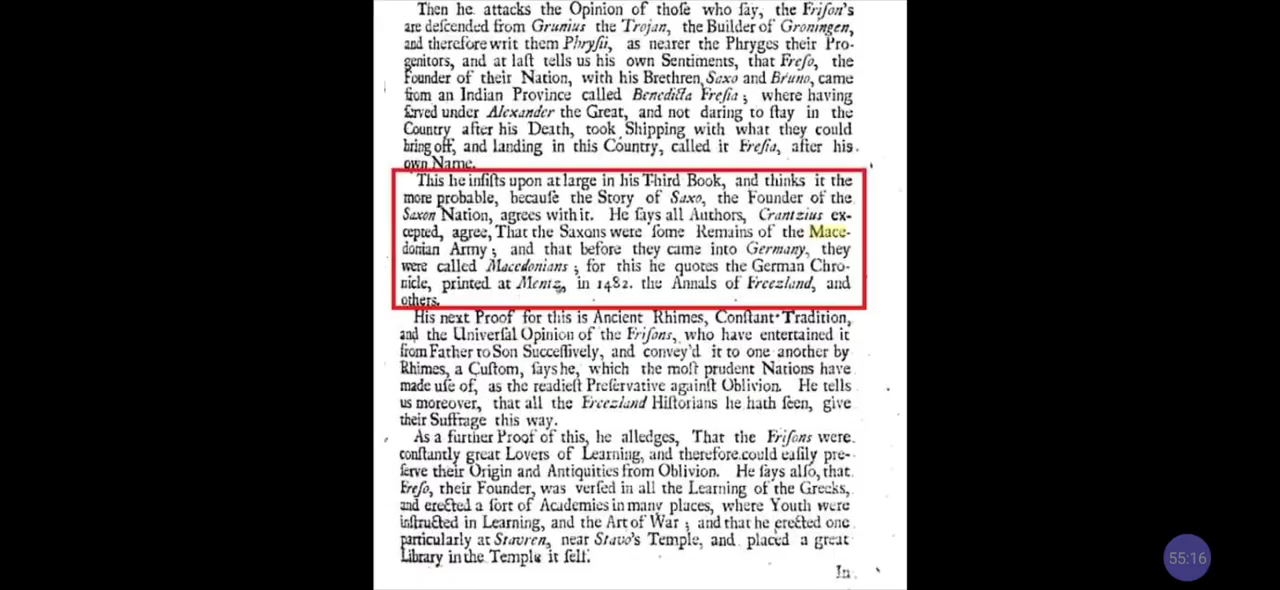 Then he attacks the Opinion of thoſe who ſay, the Friſon's
are deſcended from Grunius the Trojan, the Builder of Groningen,
and therefore writ them Phryſii, as nearer the Phryges their Pro-
genitors, and at laſt tells us his own Sentiments, that Freſo, the
Founder of their Nation, with his Brethren, Saxo and Bruno, came
from an Indian Province called Benedicta Freſia; where having
ſerved under Alexander the Great, and not daring to ſtay in the
Country after his Death, took Shipping with what they could
bring off, and landing in this Country, called it Freſia, after his
own Name.
This he inſiſts upon at large in his Third Book, and thinks it the
more probable, becauſe the Story of Saxo, the Founder of the
Saxon Nation, agrees with it. He ſays all Authors, Crantzius ex-
cepted, agree, That the Saxons were ſome Remains of the Mace-
donian Army; and that before they came into Germany, they
were called Macedonians; for this he quotes the German Chro-
nicle, printed at Mentz, in 1482. the Annals of Freezland, and
others.
His next Proof for this is Ancient Rhimes, Conſtant Tradition,
and the Univerſal Opinion of the Friſons, who have entertained it
from Father to Son Succeſſively, and convey'd it to one another by
Rhimes, a Cuſtom, ſays he, which the moſt prudent Nations have
made uſe of, as the readieſt Preſervative againſt Oblivion. He tells
us moreover, that all the Freezland Hiſtorians he hath ſeen, give
their Suffrage this way.
As a further Proof of this, he alledges, That the Friſons were
conſtantly great Lovers of Learning, and therefore could eaſily pre-
ſerve their Origin and Antiquities from Oblivion. He ſays alſo, that
Freſo, their Founder, was verſed in all the Learning of the Greeks,
and erected a ſort of Academies in many places, where Youth were
inſtructed in Learning, and the Art of War; and that he erected one
particularly at Stavren, near Stavo's Temple, and placed a great
Library in the Temple it ſelf.
In
55:16